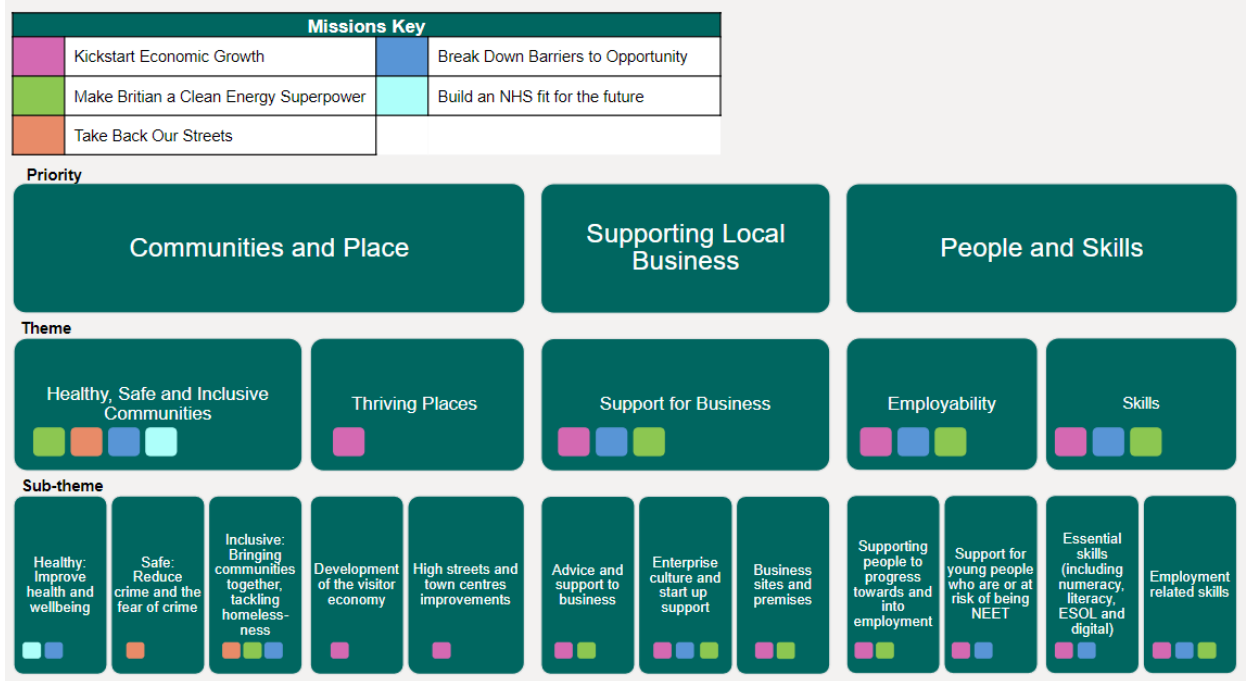 Missions Key
Kickstart Economic Growth
Break Down Barriers to Opportunity
Make Britian a Clean Energy Superpower
Build an NHS fit for the future
Take Back Our Streets
Priority
Communities and Place
Supporting Local
Business
People and Skills
Theme
Healthy, Safe and Inclusive
Communities
Thriving Places
Support for Business
Employability
Skills
Sub-theme
Healthy:
Improve
health and
wellbeing
Safe:
Reduce
crime and the
fear of crime
Inclusive:
Bringing
communities
together,
tackling
homeless-
ness
Development
of the visitor
economy
High streets and
town centres
improvements
Advice and
support to
business
Enterprise
culture and
start up
support
Business
sites and
premises
Supporting
people to
progress
towards and
into
employment
Support for
young people
who are or at
risk of being
NEET
Essential
skills
(including
numeracy,
literacy,
ESOL and
digital)
Employment
related skills